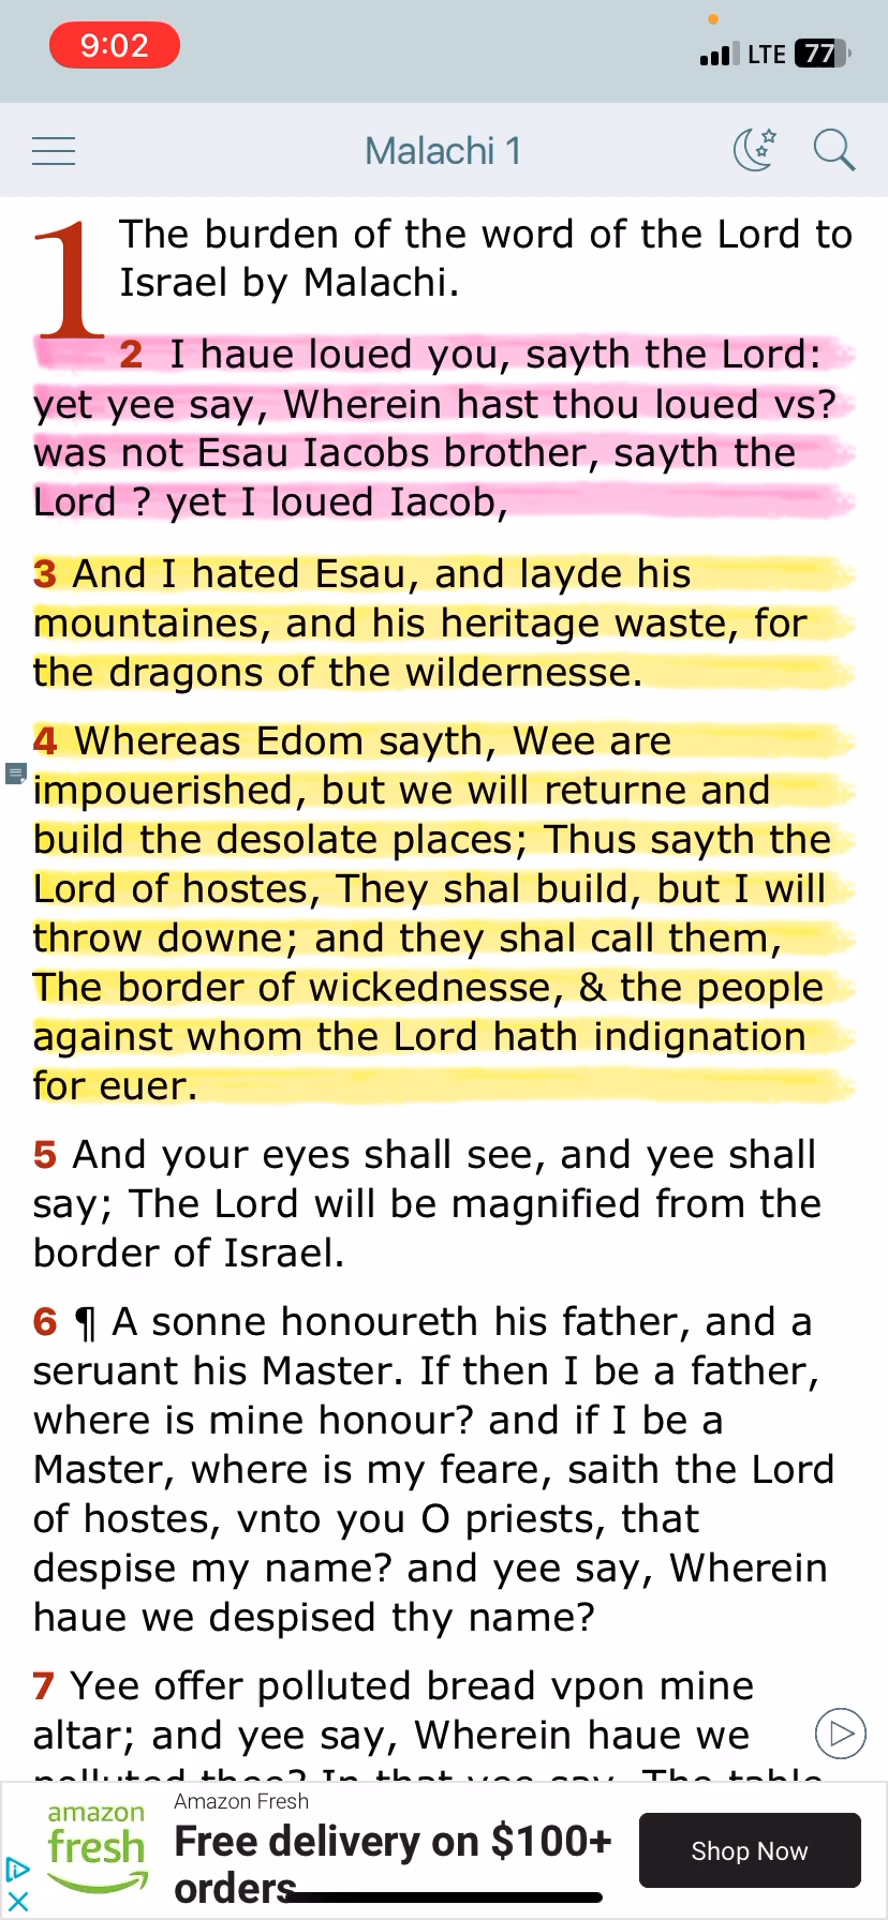 9:02
LTE 77
Malachi 1
1 The burden of the word of the Lord to
Israel by Malachi.
2 I haue loued you, sayth the Lord:
yet yee say, Wherein hast thou loued vs?
was not Esau Iacobs brother, sayth the
Lord ? yet I loued Iacob,
3 And I hated Esau, and layde his
mountaines, and his heritage waste, for
the dragons of the wildernesse.
4 Whereas Edom sayth, Wee are
impouerished, but we will returne and
build the desolate places; Thus sayth the
Lord of hostes, They shal build, but I will
throw downe; and they shal call them,
The border of wickednesse, & the people
against whom the Lord hath indignation
for euer.
5 And your eyes shall see, and yee shall
say; The Lord will be magnified from the
border of Israel.
6 ¶ A sonne honoureth his father, and a
seruant his Master. If then I be a father,
where is mine honour? and if I be a
Master, where is my feare, saith the Lord
of hostes, vnto you O priests, that
despise my name? and yee say, Wherein
haue we despised thy name?
7 Yee offer polluted bread vpon mine
altar; and yee say, Wherein haue we
polluted thee? In that yee say, The table
amazon
fresh
Amazon Fresh
Free delivery on $100+
orders
Shop Now